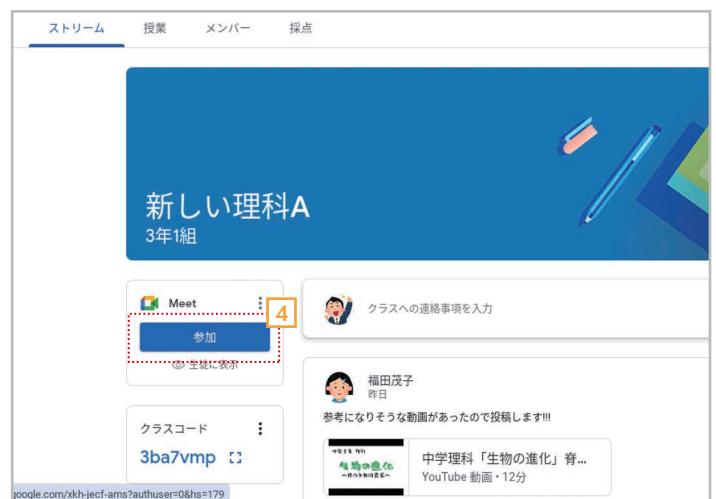 ストリーム 授業 メンバー 採点
新しい理科A
3年1組
Meet
4
参加
生徒に表示
クラスへの連絡事項を入力
福田茂子
昨日
参考になりそうな動画があったので投稿します!!!
中学理科「生物の進化」脊...
YouTube 動画・12分
生物の進化
クラスコード
3ba7vmp
google.com/xkh-jecf-ams?authuser=0&hs=179